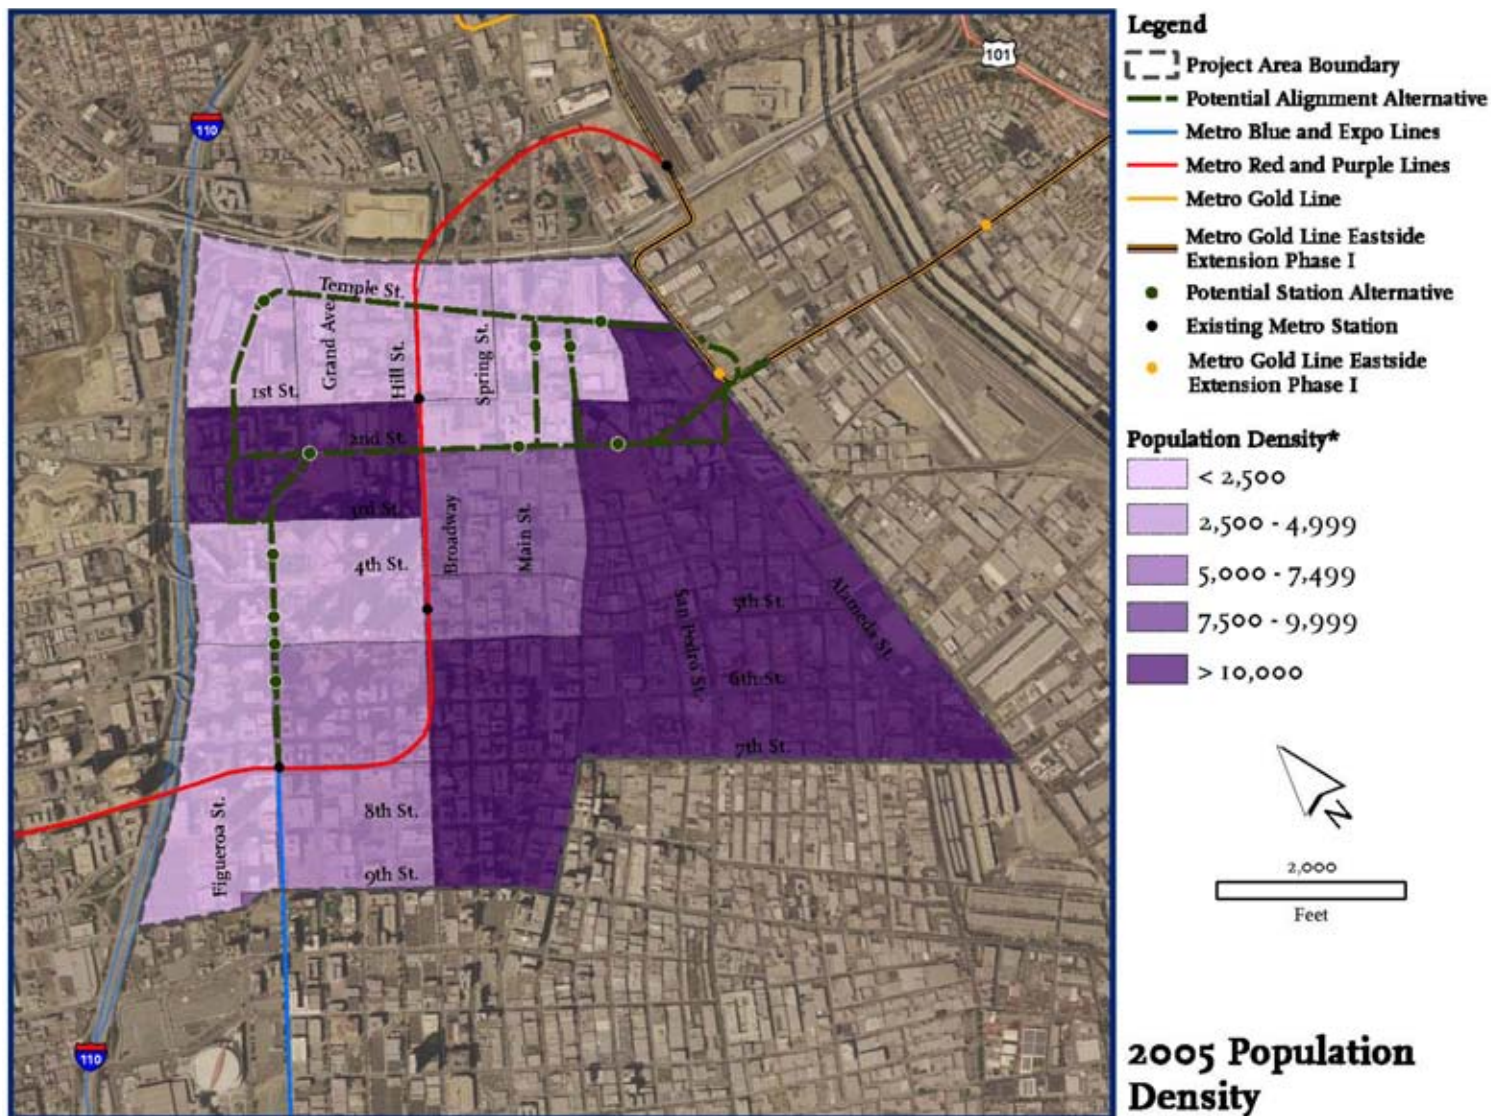 Legend
Project Area Boundary
Potential Alignment Alternative
Metro Blue and Expo Lines
Metro Red and Purple Lines
Metro Gold Line
Metro Gold Line Eastside
Extension Phase I
Potential Station Alternative
Existing Metro Station
Metro Gold Line Eastside
Extension Phase I
Population Density*
< 2,500
2,500 - 4,999
5,000 - 7,499
7,500 - 9,999
> 10,000
N
2,000
Feet
2005 Population
Density
101
110
Temple St.
Grand Ave.
Hill St.
Spring St.
1st St.
2nd St.
3rd St.
Broadway
Main St.
4th St.
San Pedro St.
5th St.
Alameda St.
6th St.
7th St.
Figueroa St.
8th St.
9th St.
110